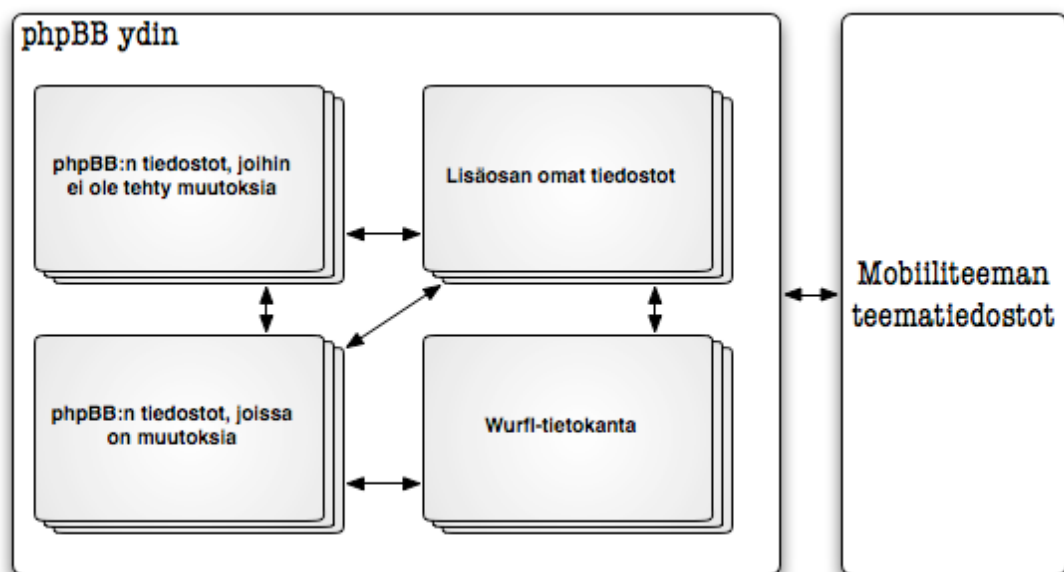 phpBB ydin
phpBB:n tiedostot, joihin
ei ole tehty muutoksia
Lisäosan omat tiedostot
phpBB:n tiedostot, joissa
on muutoksia
Wurfl-tietokanta
Mobiiliteeman
teematiedostot